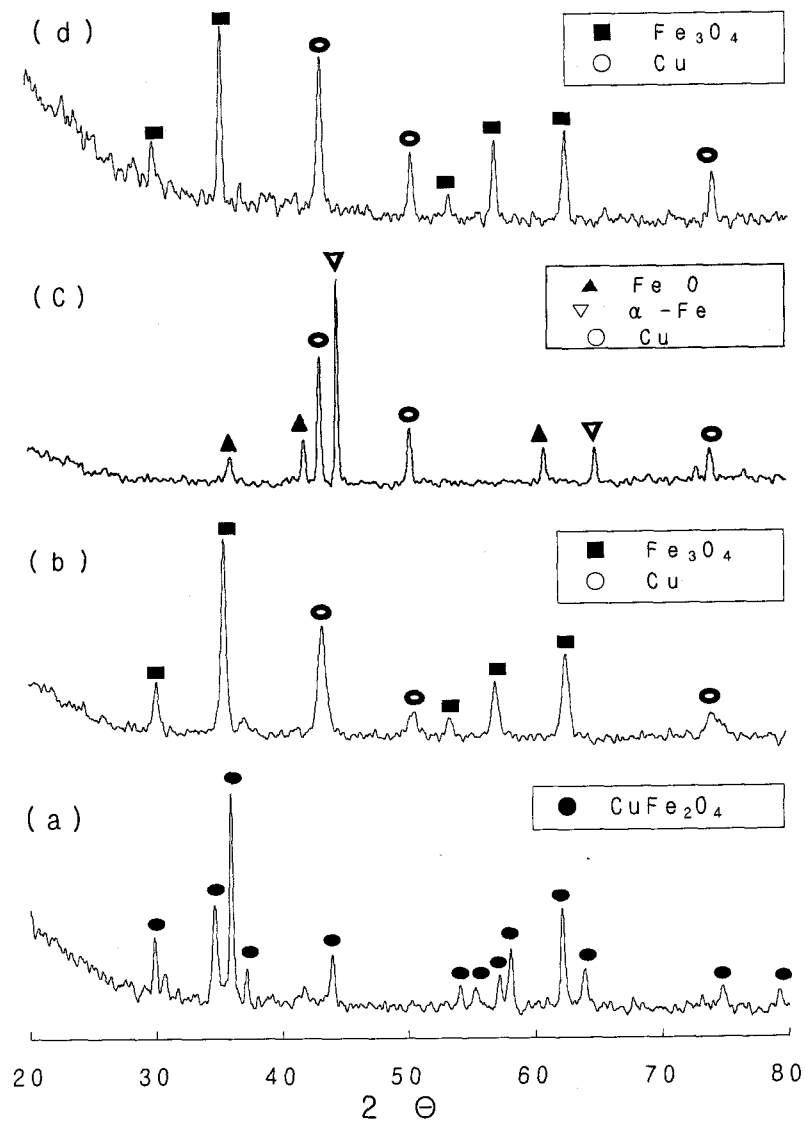 (d)
■ Fe₃O₄
○ Cu
(C)
▲ Fe O
▽ α -Fe
○ Cu
(b)
■ Fe₃O₄
○ Cu
(a)
● CuFe₂O₄
20 30 40 50 60 70 80
2 Θ